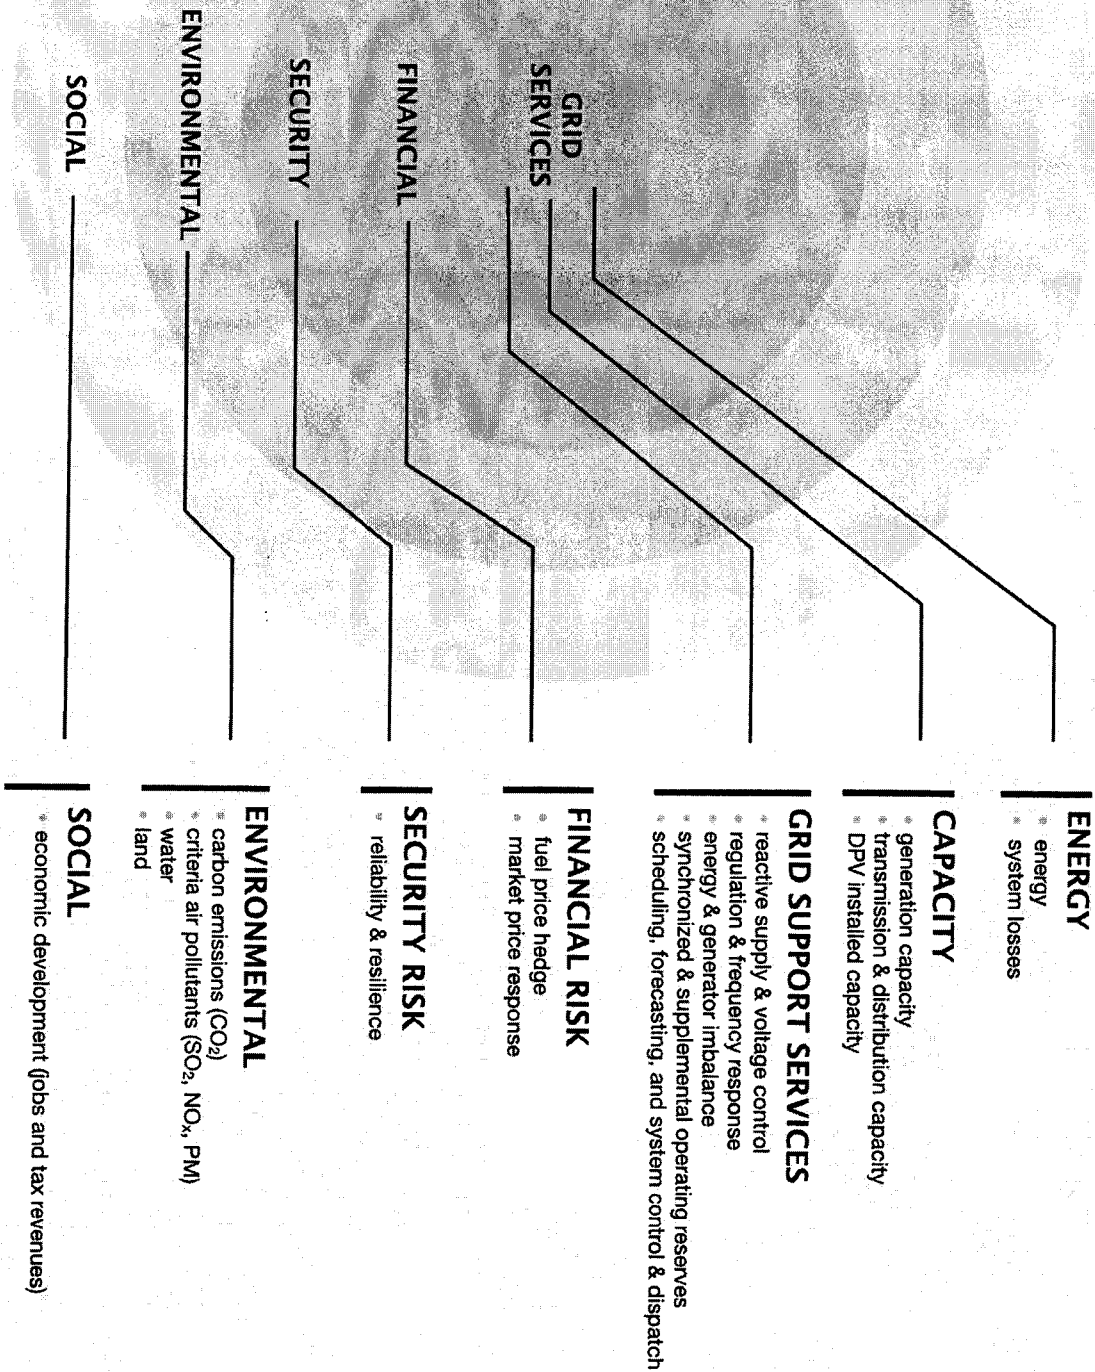 GRID
SERVICES
FINANCIAL
SECURITY
ENVIRONMENTAL
SOCIAL
ENERGY
energy
system losses
CAPACITY
generation capacity
transmission & distribution capacity
DPV installed capacity
GRID SUPPORT SERVICES
reactive supply & voltage control
regulation & frequency response
energy & generator imbalance
synchronized & supplemental operating reserves
scheduling, forecasting, and system control & dispatch
FINANCIAL RISK
fuel price hedge
market price response
SECURITY RISK
reliability & resilience
ENVIRONMENTAL
carbon emissions (CO₂)
criteria air pollutants (SO₂, NOₓ, PM)
water
land
SOCIAL
economic development (jobs and tax revenues)